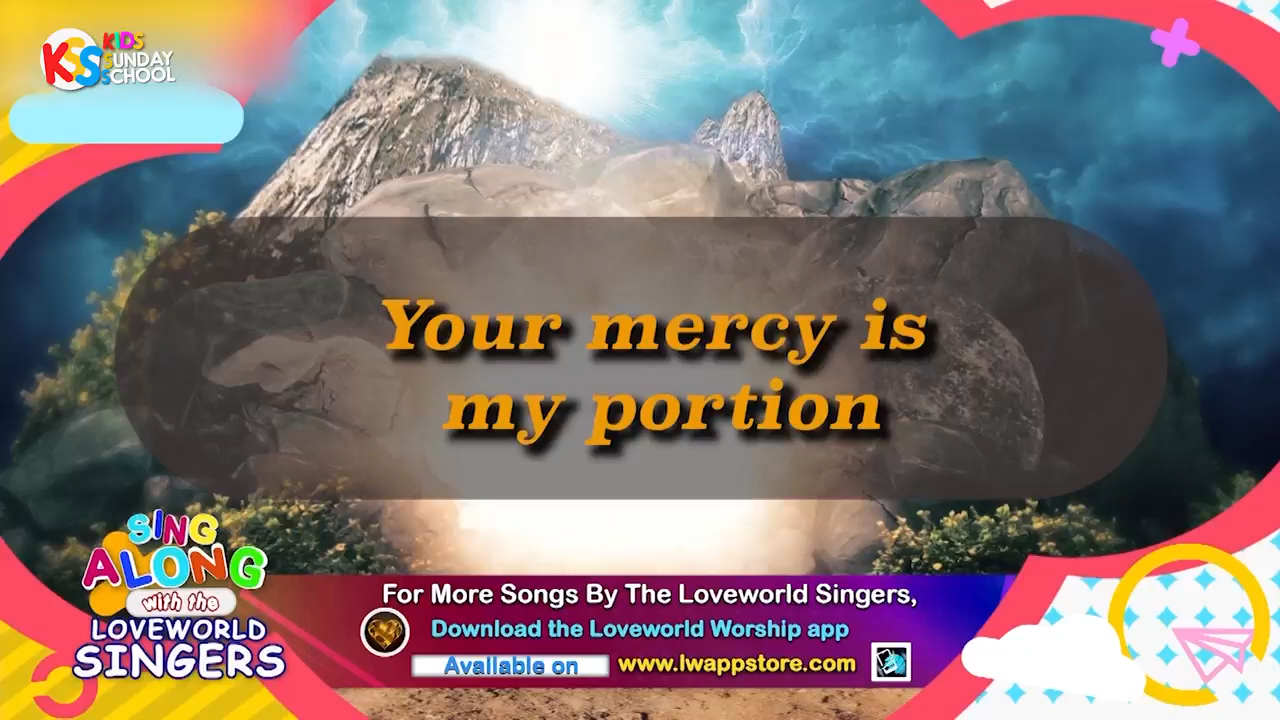 KSS KIDS
SUNDAY
SCHOOL
Your mercy is
my portion
SING
ALONG
with the
LOVEWORLD
SINGERS
For More Songs By The Loveworld Singers,
Download the Loveworld Worship app
Available on www.lwappstore.com